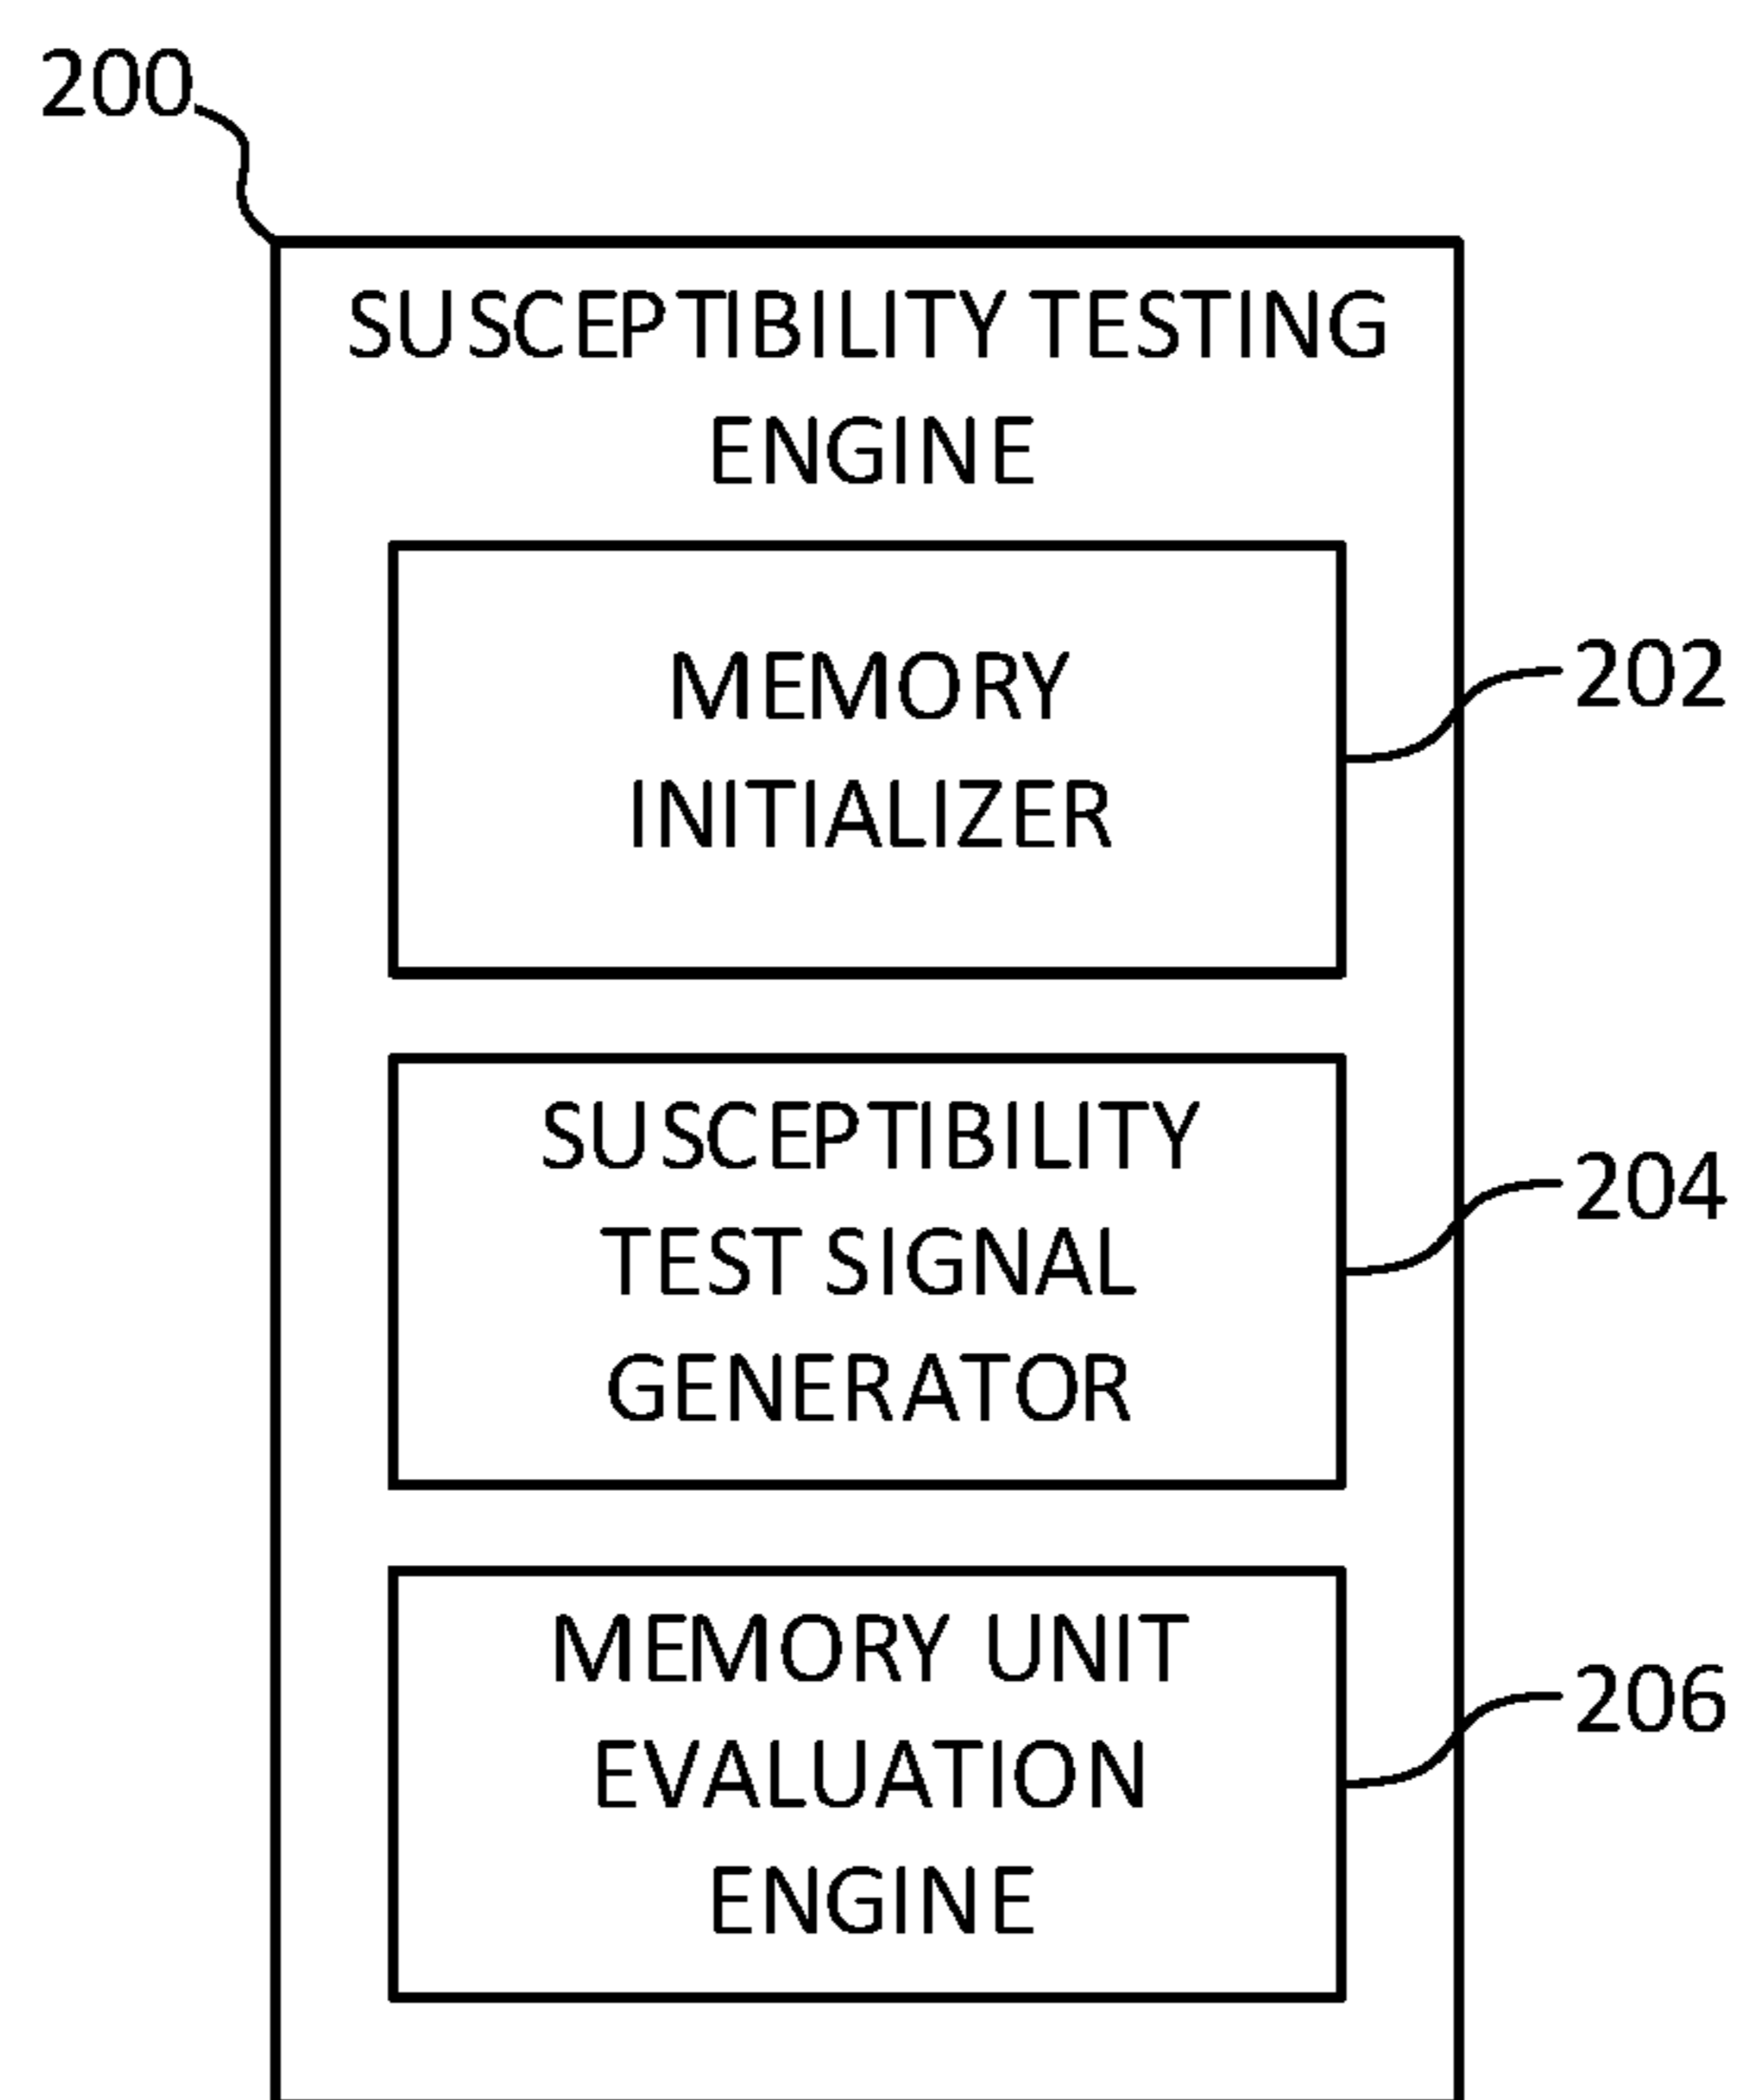 200
SUSCEPTIBILITY TESTING
ENGINE
MEMORY
INITIALIZER
202
SUSCEPTIBILITY
TEST SIGNAL
GENERATOR
204
MEMORY UNIT
EVALUATION
ENGINE
206